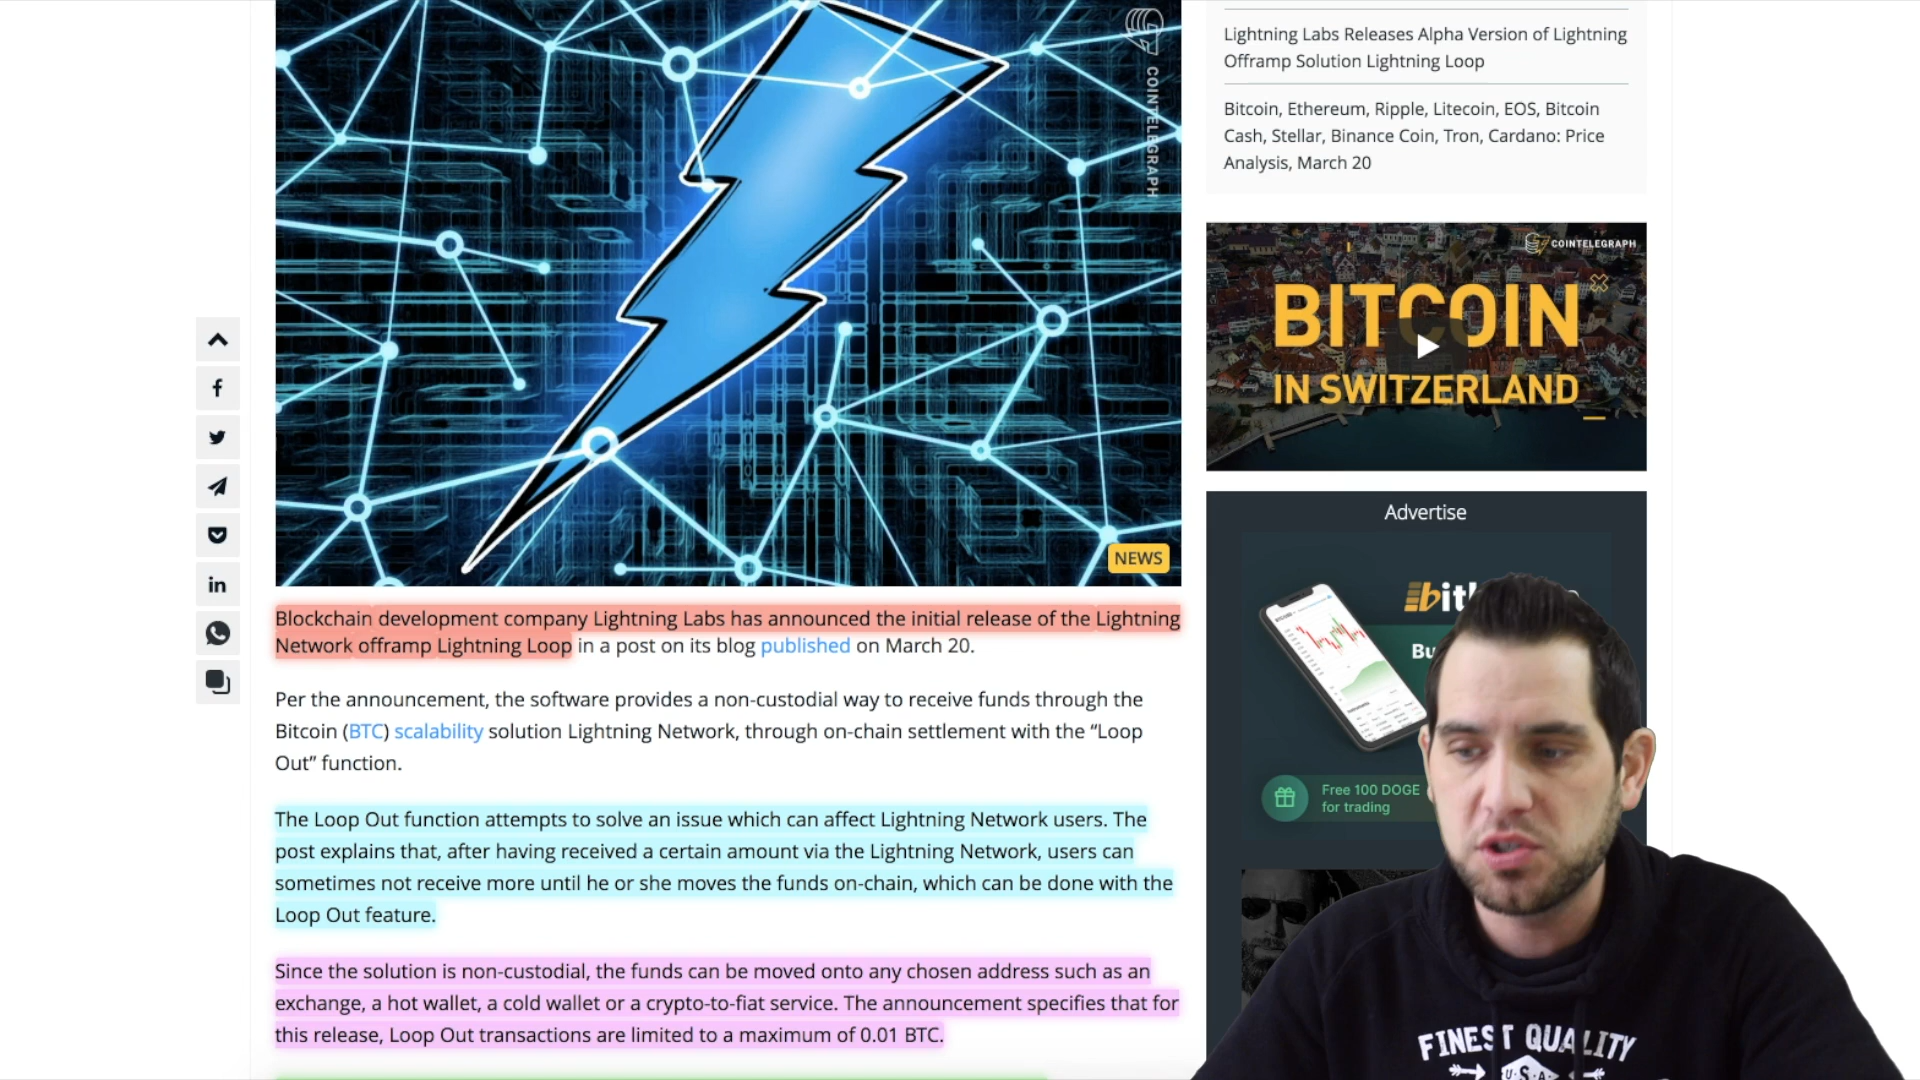 COINTELEGRAPH
NEWS
Blockchain development company Lightning Labs has announced the initial release of the Lightning
Network offramp Lightning Loop in a post on its blog published on March 20.
Per the announcement, the software provides a non-custodial way to receive funds through the
Bitcoin (BTC) scalability solution Lightning Network, through on-chain settlement with the “Loop
Out” function.
The Loop Out function attempts to solve an issue which can affect Lightning Network users. The
post explains that, after having received a certain amount via the Lightning Network, users can
sometimes not receive more until he or she moves the funds on-chain, which can be done with the
Loop Out feature.
Since the solution is non-custodial, the funds can be moved onto any chosen address such as an
exchange, a hot wallet, a cold wallet or a crypto-to-fiat service. The announcement specifies that for
this release, Loop Out transactions are limited to a maximum of 0.01 BTC.
Lightning Labs Releases Alpha Version of Lightning
Offramp Solution Lightning Loop
Bitcoin, Ethereum, Ripple, Litecoin, EOS, Bitcoin
Cash, Stellar, Binance Coin, Tron, Cardano: Price
Analysis, March 20
COINTELEGRAPH
BITCOIN
IN SWITZERLAND
Advertise
Free 100 DOGE
for trading
FINEST QUALITY
U.S.A